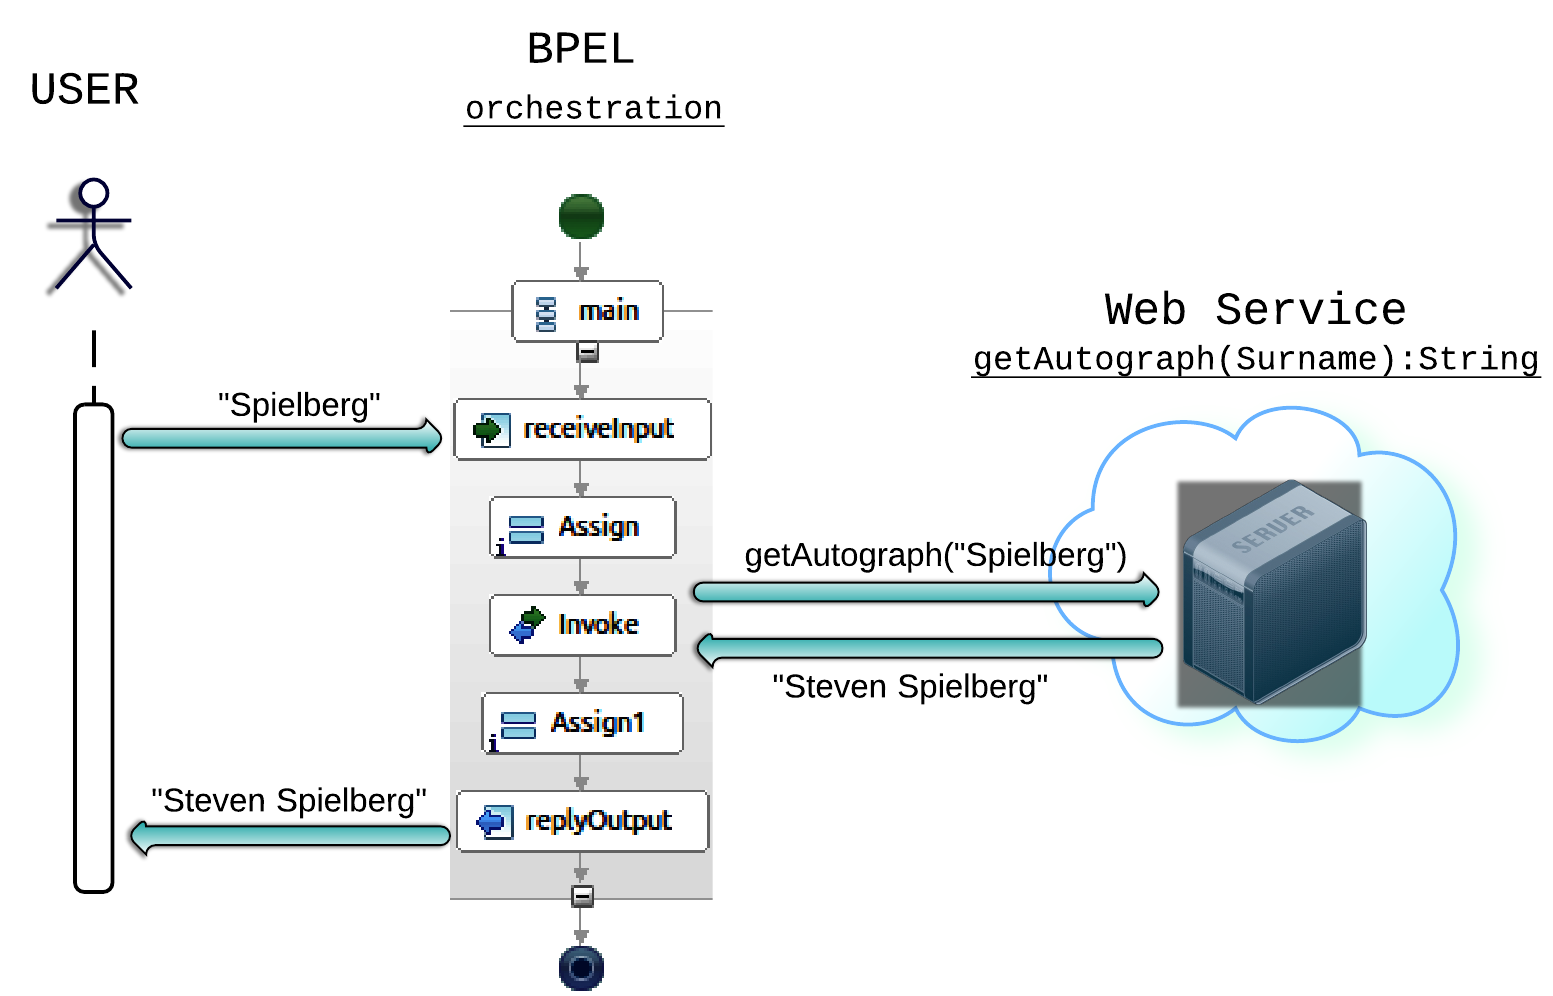 USER
BPEL
orchestration
main
receiveInput
Assign
Invoke
Assign1
replyOutput
"Spielberg"
getAutograph("Spielberg")
"Steven Spielberg"
"Steven Spielberg"
Web Service
getAutograph(Surname):String
SERVER